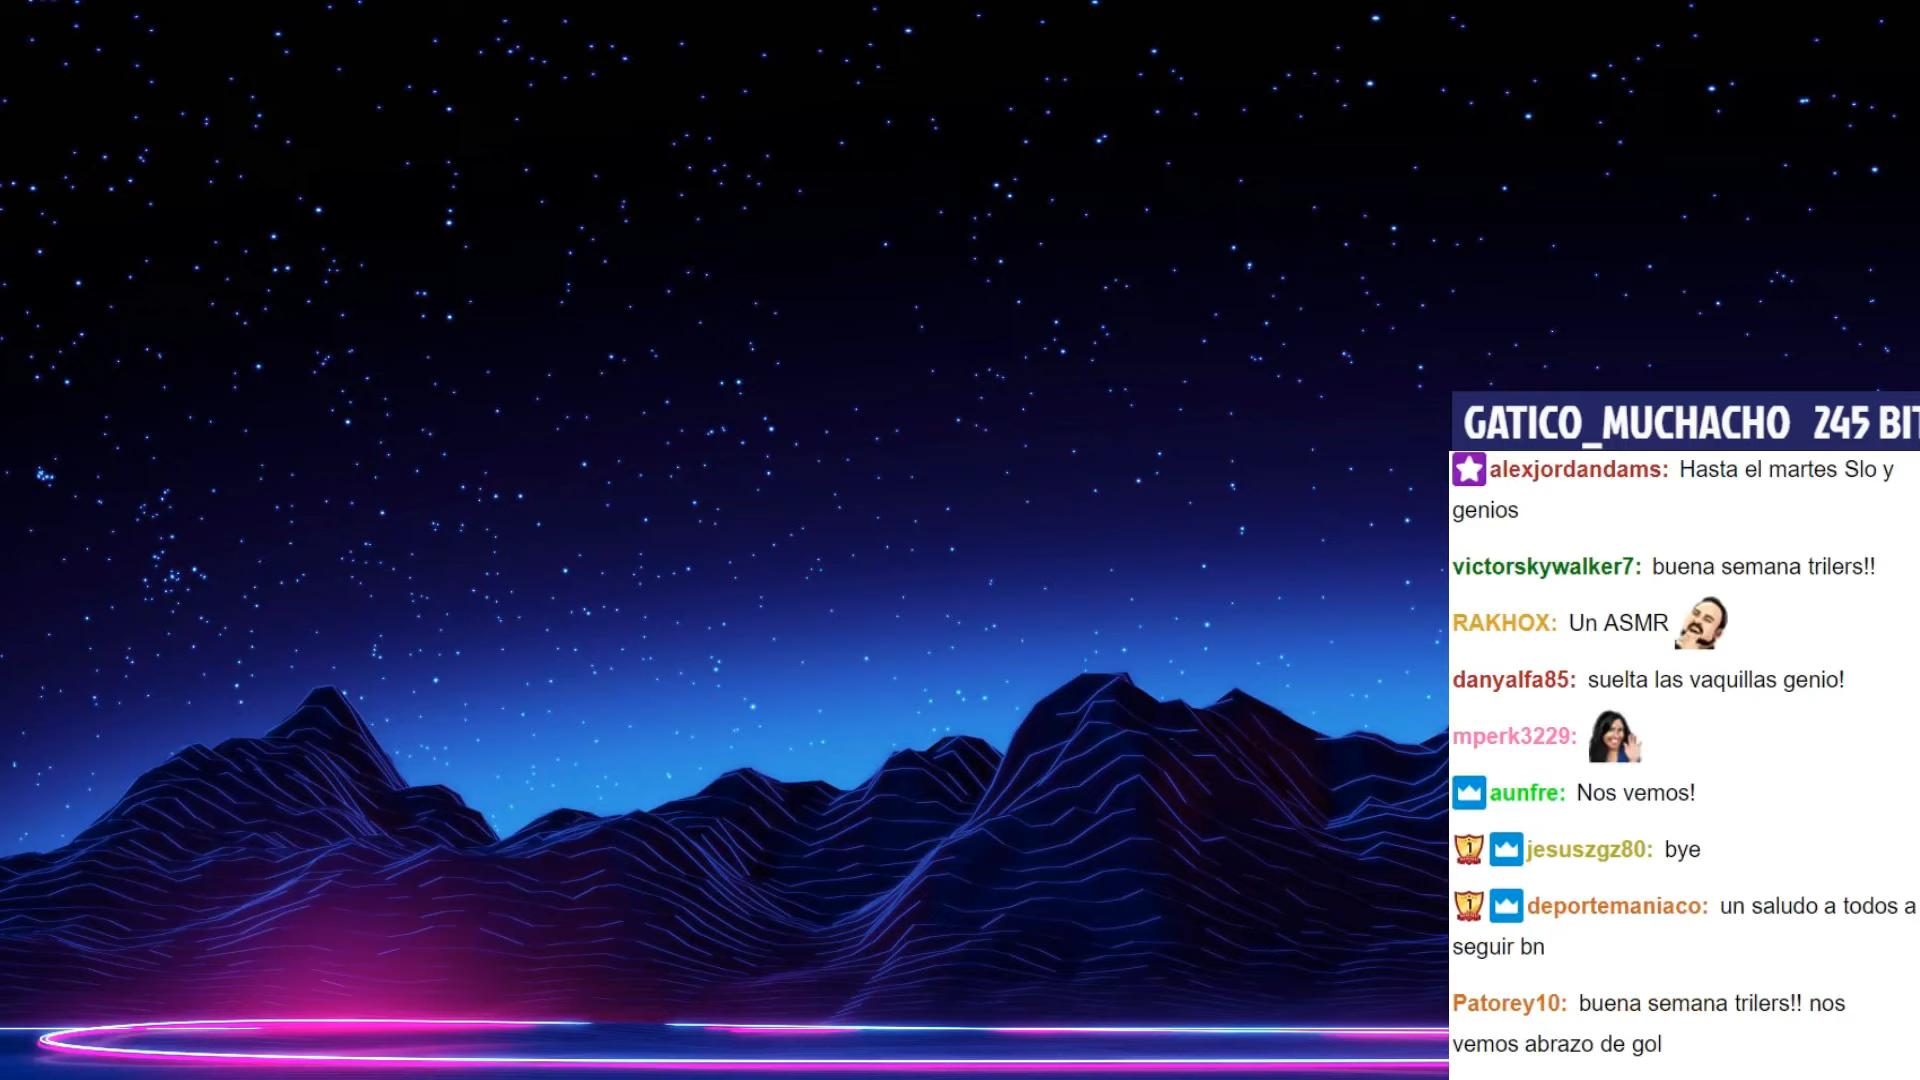 GATICO_MUCHACHO 245 BIT
alexjordandams: Hasta el martes Slo y
genios
victorskywalker7: buena semana trilers!!
RAKHOX: Un ASMR
danyalfa85: suelta las vaquillas genio!
mperk3229:
aunfre: Nos vemos!
jesuszgz80: bye
deportemaniaco: un saludo a todos a
seguir bn
Patorey10: buena semana trilers!! nos
vemos abrazo de gol